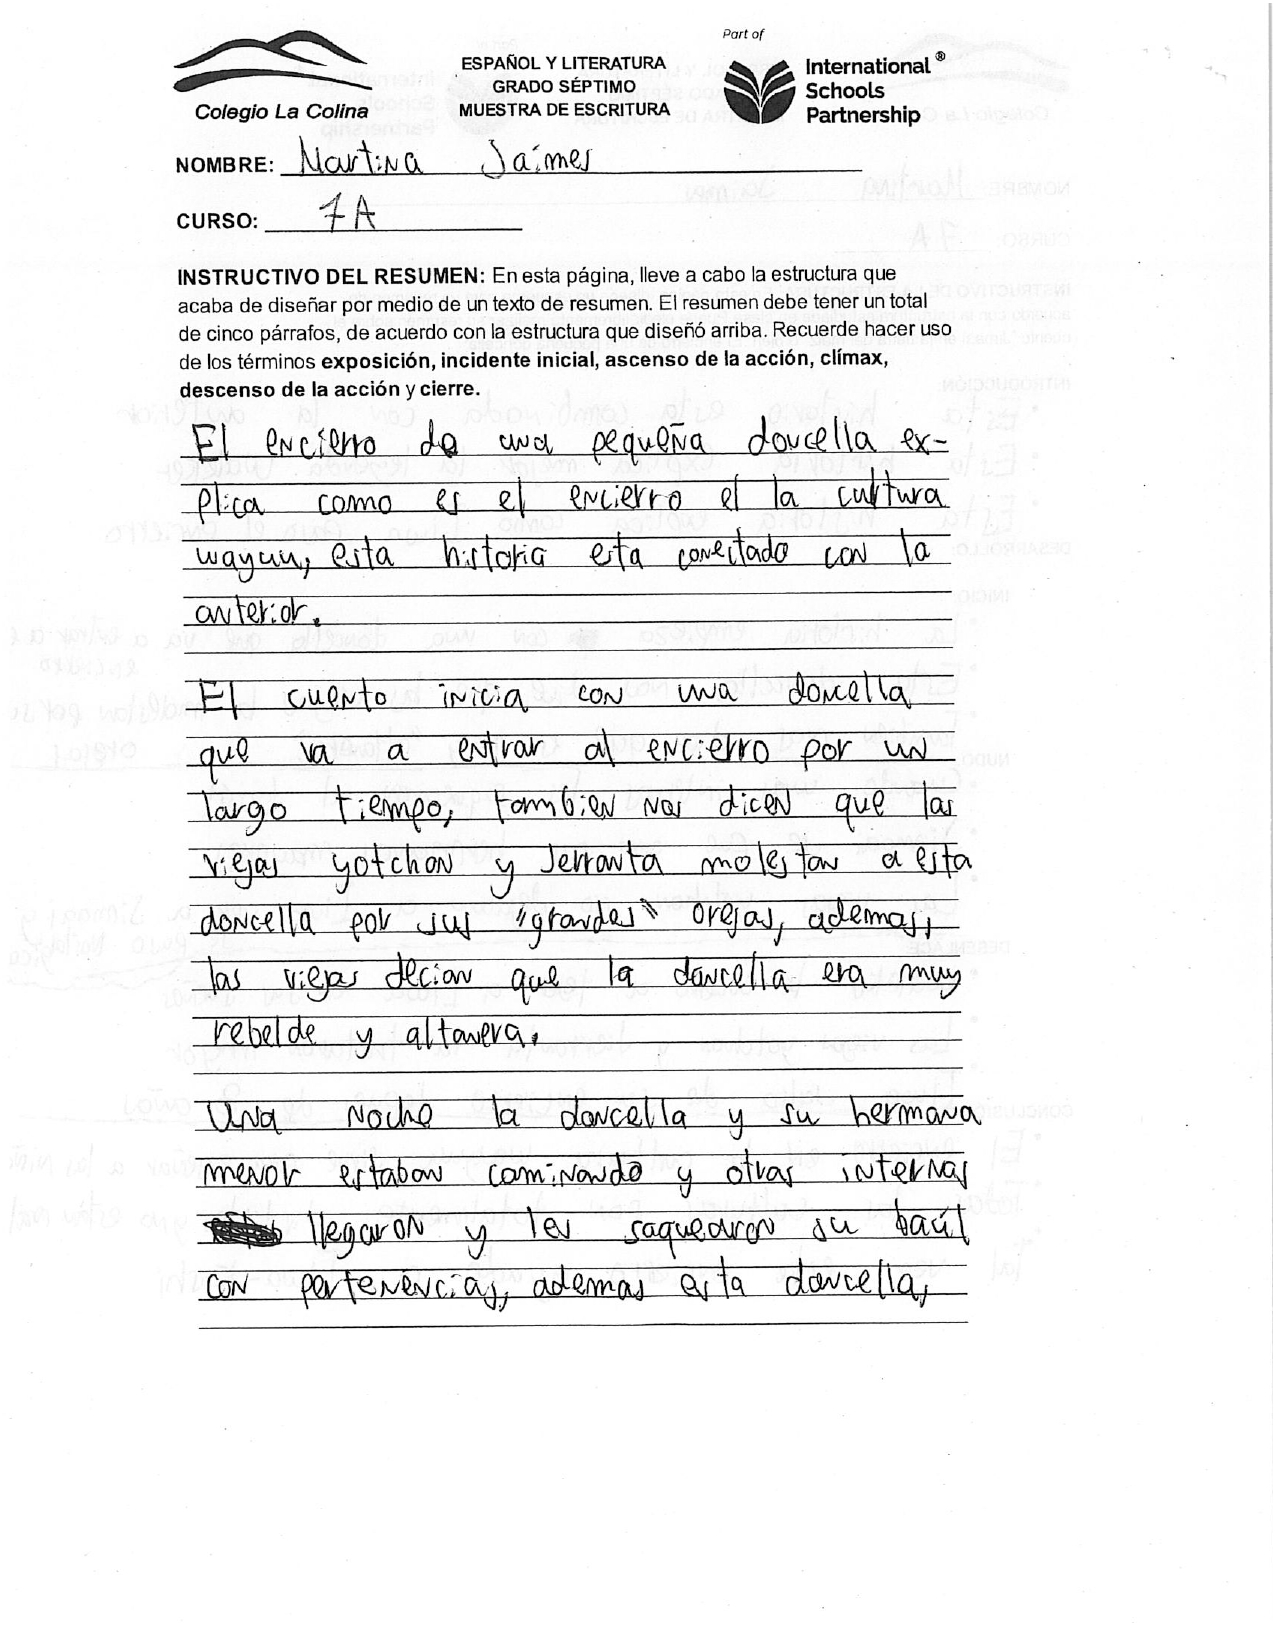 Part of
ESPAÑOL Y LITERATURA
GRADO SÉPTIMO
MUESTRA DE ESCRITURA
Colegio La Colina
International ®
Schools
Partnership
NOMBRE: Martina Jaimes
CURSO: 7A
INSTRUCTIVO DEL RESUMEN: En esta página, lleve a cabo la estructura que
acaba de diseñar por medio de un texto de resumen. El resumen debe tener un total
de cinco párrafos, de acuerdo con la estructura que diseñó arriba. Recuerde hacer uso
de los términos exposición, incidente inicial, ascenso de la acción, clímax,
descenso de la acción y cierre.
El encierro de una pequeña doncella ex-
plica como es el encierro el la cultura
wayuu, esta historia esta conectado con la
anterior.
El cuento inicia con una doncella
que va a entrar al encierro por un
largo tiempo, tambien nos dicen que las
viejas yotchon y Jerranta molestan a esta
doncella por sus "grandes" orejas, ademas,
las viejas decian que la doncella era muy
rebelde y altanera.
Una noche la doncella y su hermana
menor estaban caminando y otras internas
llegaron y les saquearon su baúl
con pertenencias, ademas esta doncella,